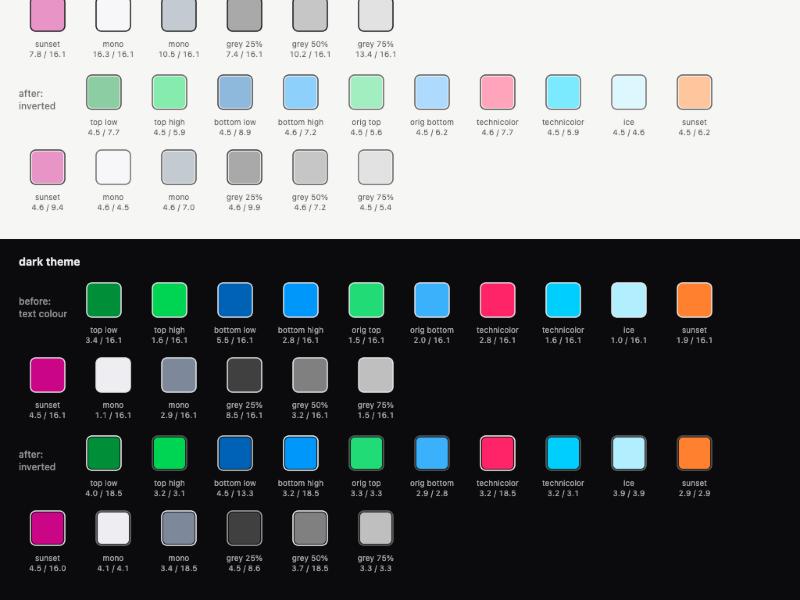 sunset mono mono grey 25% grey 50% grey 75%
7.8 / 16.1 16.3 / 16.1 10.5 / 16.1 7.4 / 16.1 10.2 / 16.1 13.4 / 16.1
after:
inverted
top low top high bottom low bottom high orig top orig bottom technicolor technicolor ice sunset
4.5 / 7.7 4.5 / 5.9 4.5 / 8.9 4.6 / 7.2 4.5 / 5.6 4.5 / 6.2 4.6 / 7.7 4.5 / 5.9 4.5 / 4.6 4.5 / 6.2
sunset mono mono grey 25% grey 50% grey 75%
4.6 / 9.4 4.6 / 4.5 4.6 / 7.0 4.6 / 9.9 4.6 / 7.2 4.5 / 5.4
dark theme
before:
text colour
top low top high bottom low bottom high orig top orig bottom technicolor technicolor ice sunset
3.4 / 16.1 1.6 / 16.1 5.5 / 16.1 2.8 / 16.1 1.5 / 16.1 2.0 / 16.1 2.8 / 16.1 1.6 / 16.1 1.0 / 16.1 1.9 / 16.1
sunset mono mono grey 25% grey 50% grey 75%
4.5 / 16.1 1.1 / 16.1 2.9 / 16.1 8.5 / 16.1 3.2 / 16.1 1.5 / 16.1
after:
inverted
top low top high bottom low bottom high orig top orig bottom technicolor technicolor ice sunset
4.0 / 18.5 3.2 / 3.1 4.5 / 13.3 3.2 / 18.5 3.3 / 3.3 2.9 / 2.8 3.2 / 18.5 3.2 / 3.1 3.9 / 3.9 2.9 / 2.9
sunset mono mono grey 25% grey 50% grey 75%
4.5 / 16.0 4.1 / 4.1 3.4 / 18.5 4.5 / 8.6 3.7 / 18.5 3.3 / 3.3